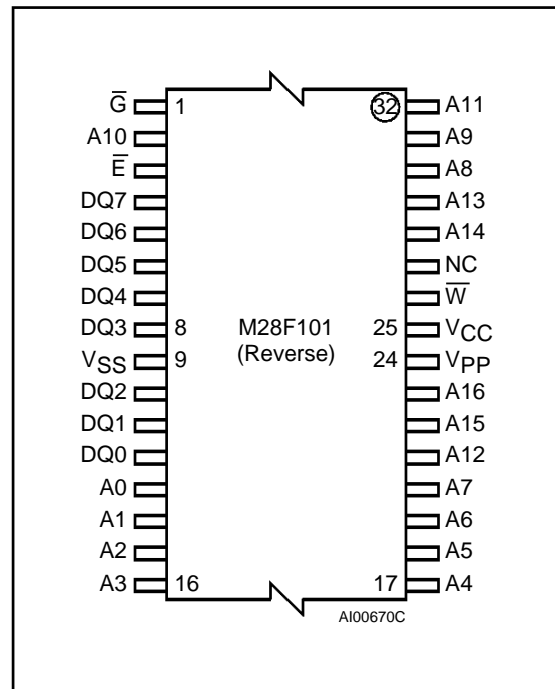 G̅ 1 32 A11
A10 A9
E̅ A8
DQ7 A13
DQ6 A14
DQ5 NC
DQ4 W̅
DQ3 8 M28F101 25 VCC
VSS 9 (Reverse) 24 VPP
DQ2 A16
DQ1 A15
DQ0 A12
A0 A7
A1 A6
A2 A5
A3 16 17 A4
AI00670C